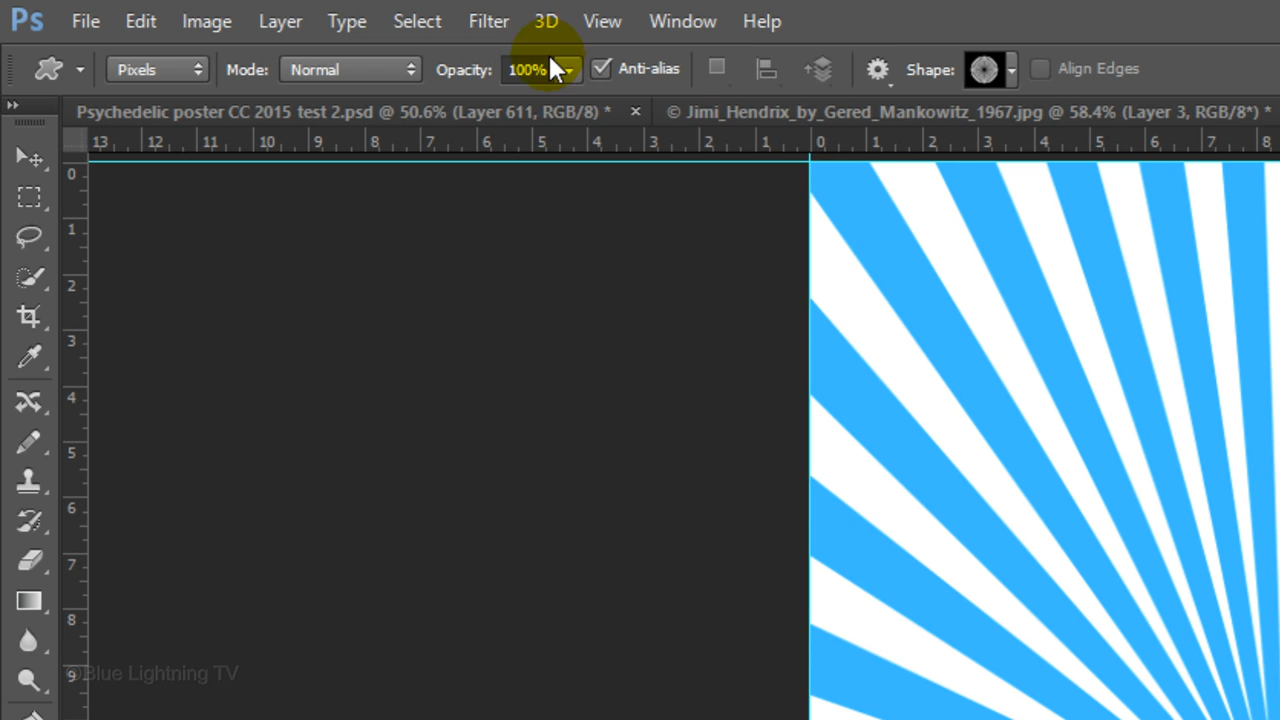 Ps File Edit Image Layer Type Select Filter 3D View Window Help
Pixels Mode: Normal Opacity: 100% Anti-alias Shape: Align Edges
Psychedelic poster CC 2015 test 2.psd @ 50.6% (Layer 611, RGB/8) * × © Jimi_Hendrix_by_Gered_Mankowitz_1967.jpg @ 58.4% (Layer 3, RGB/8*) *
13 12 11 10 9 8 7 6 5 4 3 2 1 0 1 2 3 4 5 6 7 8
0
1
2
3
4
5
6
7
8
9
©Blue Lightning TV